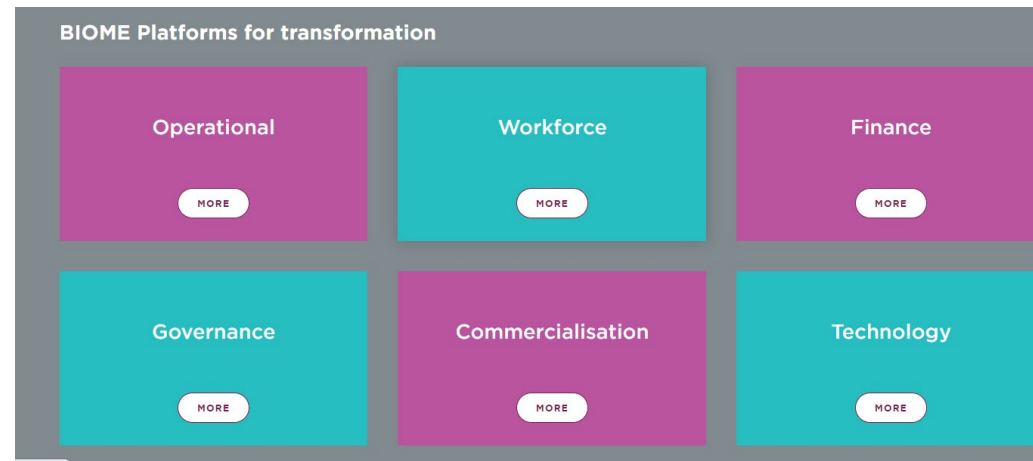 BIOME Platforms for transformation
Operational
Workforce
Finance
MORE
MORE
MORE
Governance
Commercialisation
Technology
MORE
MORE
MORE